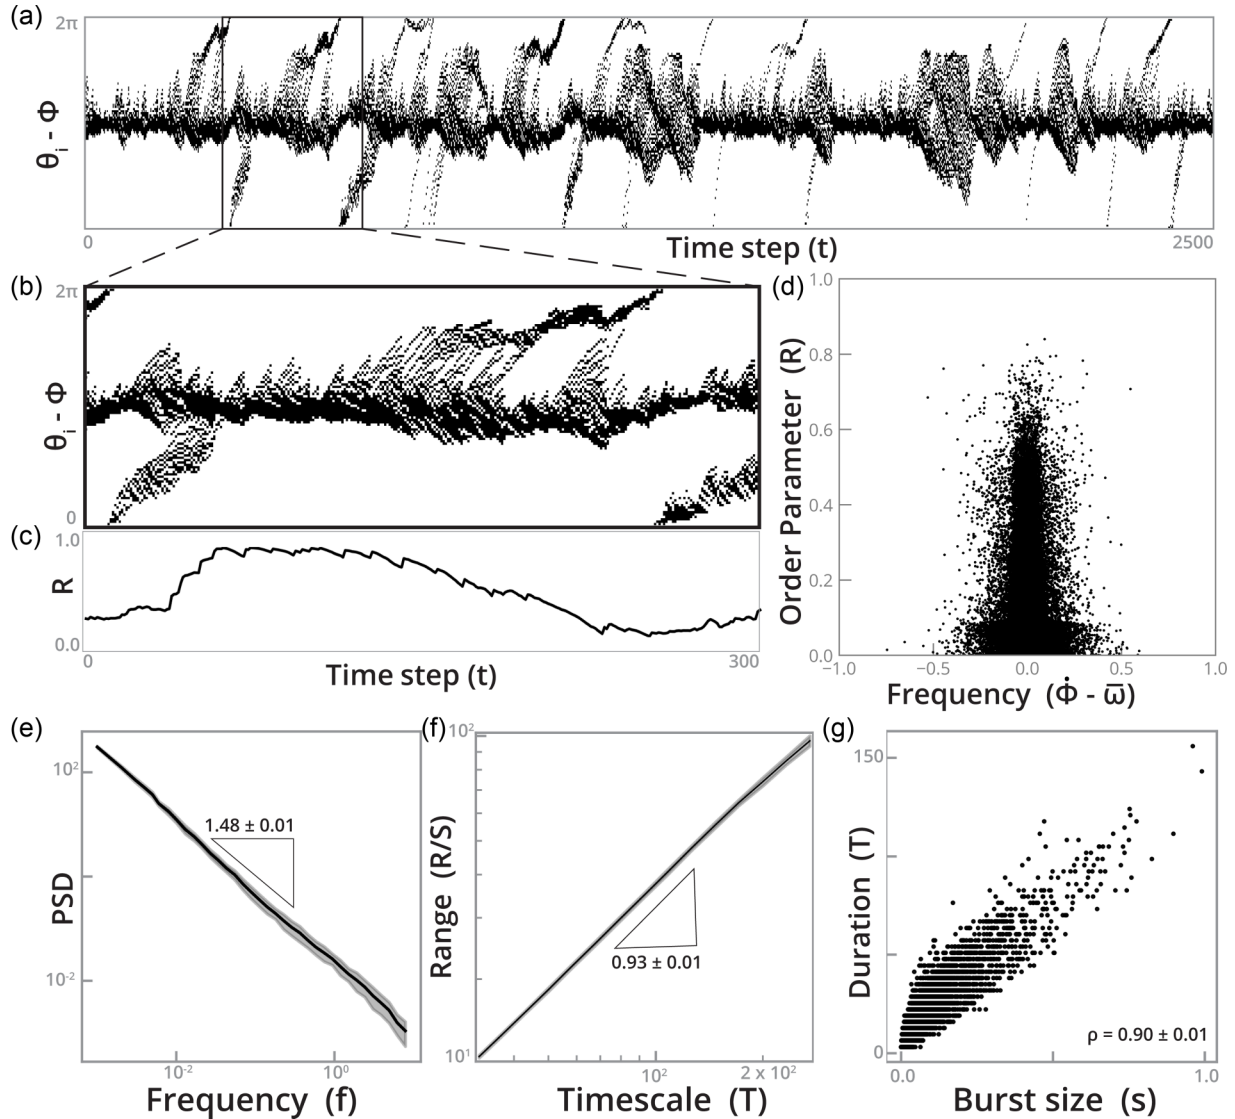 (a)
2π
θi - Φ
0
Time step (t)
2500
(b)
2π
θi - Φ
0
(c)
1.0
R
0.0
0
Time step (t)
300
(d)
1.0
0.8
0.6
0.4
0.2
0.0
Order Parameter (R)
−1.0
−0.5
0.0
0.5
1.0
Frequency (Φ̇ - ω̅)
(e)
10²
10⁻²
PSD
1.48 ± 0.01
10⁻²
10⁰
Frequency (f)
(f)
10²
10¹
Range (R/S)
0.93 ± 0.01
10²
2 x 10²
Timescale (T)
(g)
150
0
Duration (T)
ρ = 0.90 ± 0.01
0.0
1.0
Burst size (s)